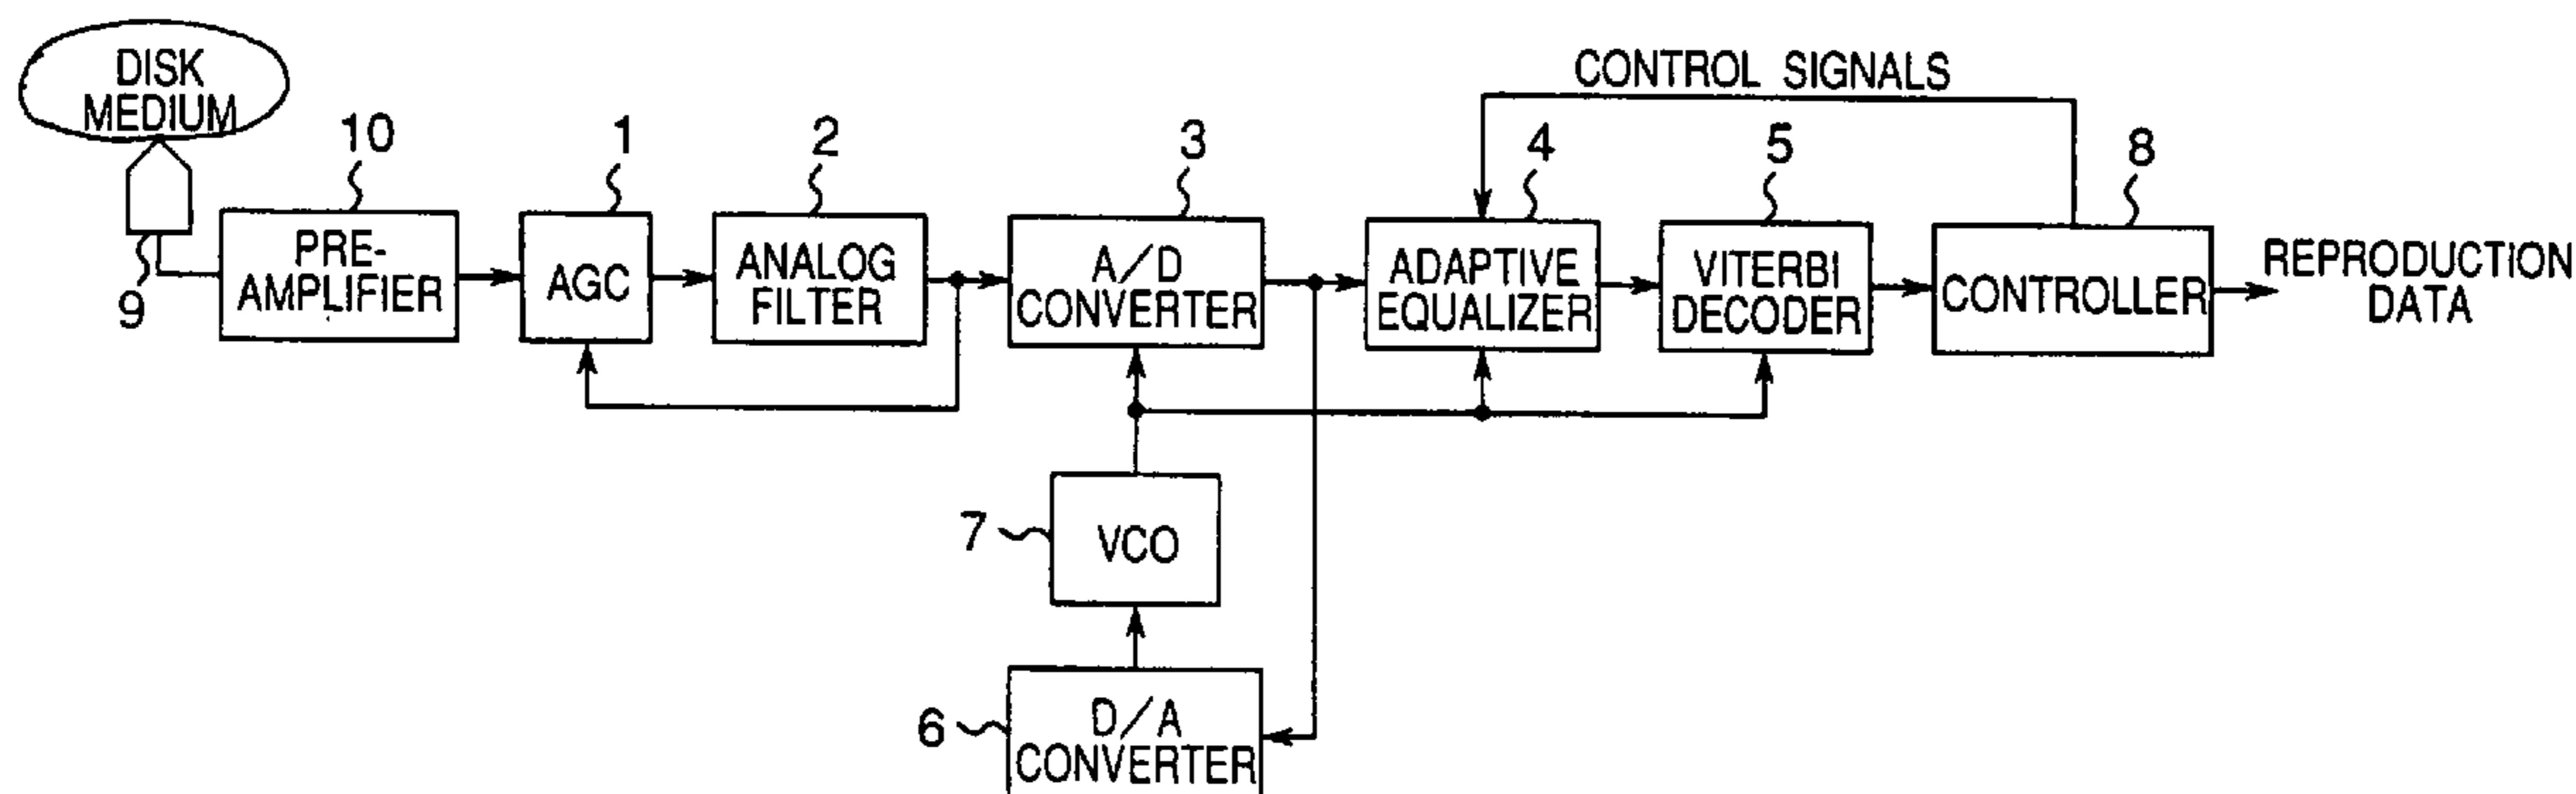 DISK
MEDIUM
CONTROL SIGNALS
10
1
2
3
4
5
8
9
PRE-
AMPLIFIER
AGC
ANALOG
FILTER
A/D
CONVERTER
ADAPTIVE
EQUALIZER
VITERBI
DECODER
CONTROLLER
REPRODUCTION
DATA
7
VCO
6
D/A
CONVERTER